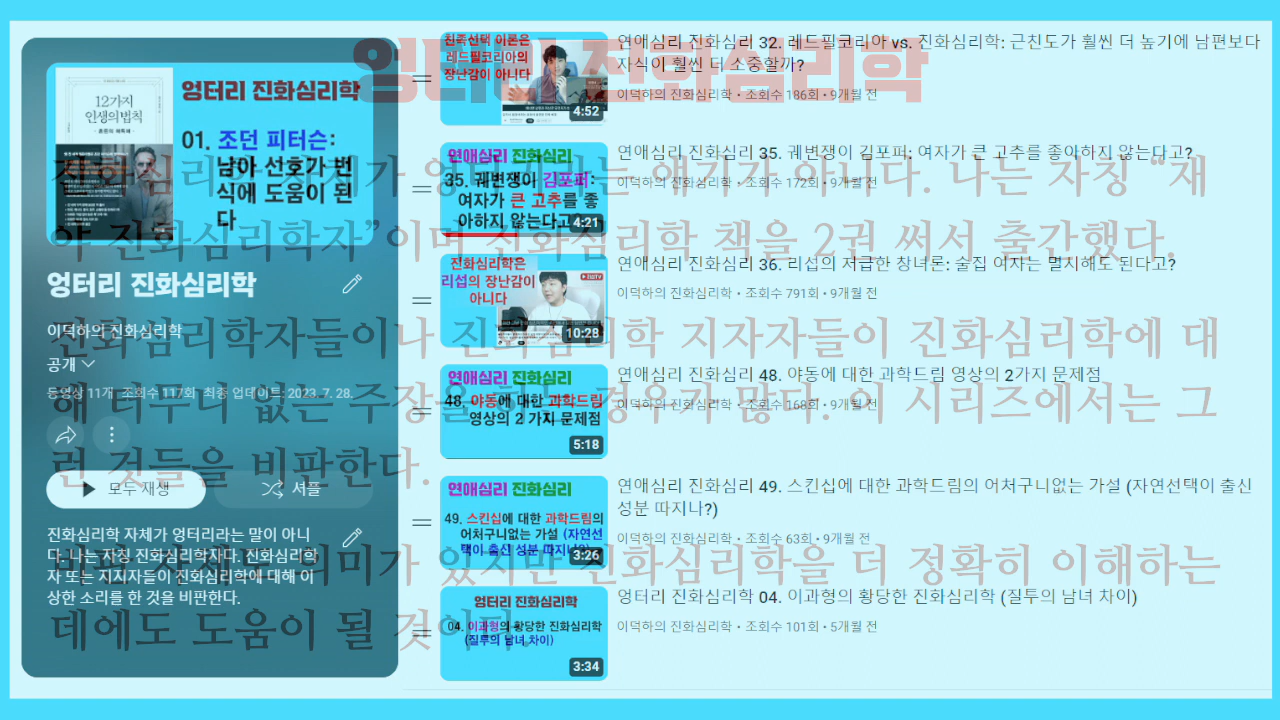 엉터리 진화심리학
진화심리학 자체가 엉터리라는 얘기가 아니다. 나는 자칭 “재
야 진화심리학자”이며 진화심리학 책을 2권 써서 출간했다.
진화심리학자들이나 진화심리학 지지자들이 진화심리학에 대
해 터무니 없는 주장을 하는 경우가 많다. 이 시리즈에서는 그
런 것들을 비판한다.
비판 자체도 의미가 있지만 진화심리학을 더 정확히 이해하는
데에도 도움이 될 것이다.
12가지
인생의 법칙
엉터리 진화심리학
01. 조던 피터슨:
남아 선호가 번
식에 도움이 된
다
엉터리 진화심리학
이덕하의 진화심리학
공개
동영상 11개 조회수 117회 최종 업데이트: 2023. 7. 28.
모두 재생
셔플
진화심리학 자체가 엉터리라는 말이 아니
다. 나는 자칭 진화심리학자다. 진화심리학
자 또는 지지자들이 진화심리학에 대해 이
상한 소리를 한 것을 비판한다.
친족선택 이론은
레드필코리아의
장난감이 아니다
4:52
연애심리 진화심리 32. 레드필코리아 vs. 진화심리학: 근친도가 훨씬 더 높기에 남편보다
자식이 훨씬 더 소중할까?
이덕하의 진화심리학 • 조회수 186회 • 9개월 전
연애심리 진화심리
35. 궤변쟁이 김포퍼:
여자가 큰 고추를 좋
아하지 않는다고
4:21
연애심리 진화심리 35. 궤변쟁이 김포퍼: 여자가 큰 고추를 좋아하지 않는다고?
이덕하의 진화심리학 • 조회수 172회 • 9개월 전
진화심리학은
리섭의 장난감이
아니다
10:28
연애심리 진화심리 36. 리섭의 저급한 창녀론: 술집 여자는 멸시해도 된다고?
이덕하의 진화심리학 • 조회수 791회 • 9개월 전
연애심리 진화심리
48. 야동에 대한 과학드림
영상의 2 가지 문제점
5:18
연애심리 진화심리 48. 야동에 대한 과학드림 영상의 2가지 문제점
이덕하의 진화심리학 • 조회수 168회 • 9개월 전
연애심리 진화심리
49. 스킨십에 대한 과학드림의
어처구니없는 가설 (자연선
택이 출신 성분 따지나?)
3:26
연애심리 진화심리 49. 스킨십에 대한 과학드림의 어처구니없는 가설 (자연선택이 출신
성분 따지나?)
이덕하의 진화심리학 • 조회수 63회 • 9개월 전
엉터리 진화심리학
04. 이과형의 황당한 진화심리학
(질투의 남녀 차이)
3:34
엉터리 진화심리학 04. 이과형의 황당한 진화심리학 (질투의 남녀 차이)
이덕하의 진화심리학 • 조회수 101회 • 5개월 전